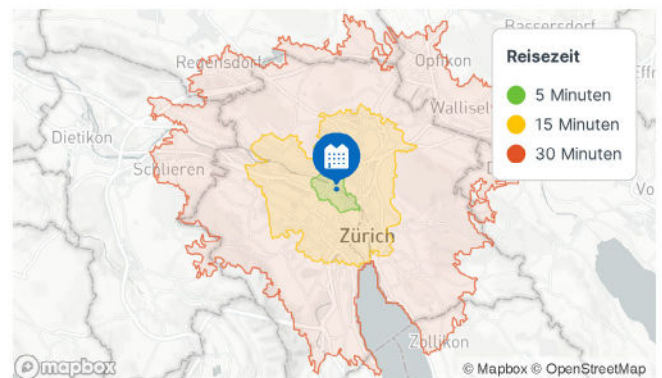 Bassersdorf
Regensdorf
Opfikon
Reisezeit
5 Minuten
15 Minuten
30 Minuten
Wallisel
Dietikon
Schlieren
Zürich
Zollikon
mapbox
© Mapbox © OpenStreetMap